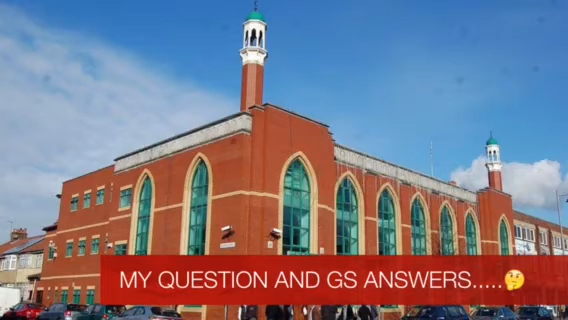 MY QUESTION AND GS ANSWERS.....🤔